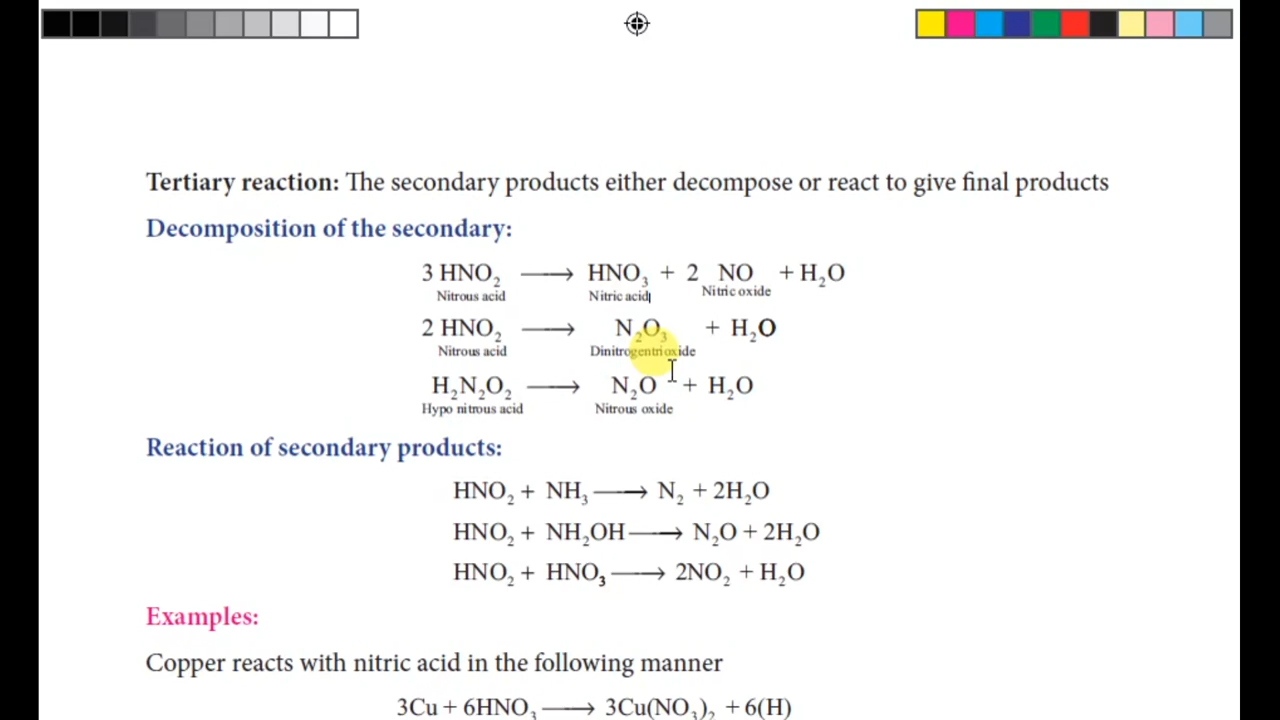 Tertiary reaction: The secondary products either decompose or react to give final products
Decomposition of the secondary:
3 HNO₂ ⟶ HNO₃ + 2 NO + H₂O
Nitrous acid Nitric acid Nitric oxide
2 HNO₂ ⟶ N₂O₃ + H₂O
Nitrous acid Dinitrogentrioxide
H₂N₂O₂ ⟶ N₂O + H₂O
Hypo nitrous acid Nitrous oxide
Reaction of secondary products:
HNO₂ + NH₃ ⟶ N₂ + 2H₂O
HNO₂ + NH₂OH ⟶ N₂O + 2H₂O
HNO₂ + HNO₃ ⟶ 2NO₂ + H₂O
Examples:
Copper reacts with nitric acid in the following manner
3Cu + 6HNO₃ ⟶ 3Cu(NO₃)₂ + 6(H)